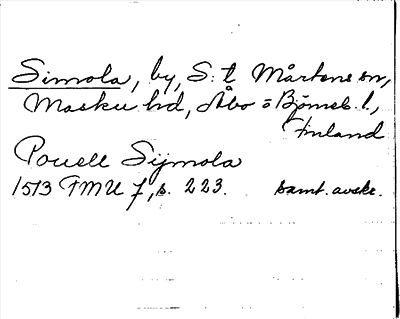 Simola, by, S:t Mårtens sn,
Masku hd, Åbo o Björneb. l.,
Finland
Pouell Sijmola
1513 FMU 7, s. 223. samt. avskr.